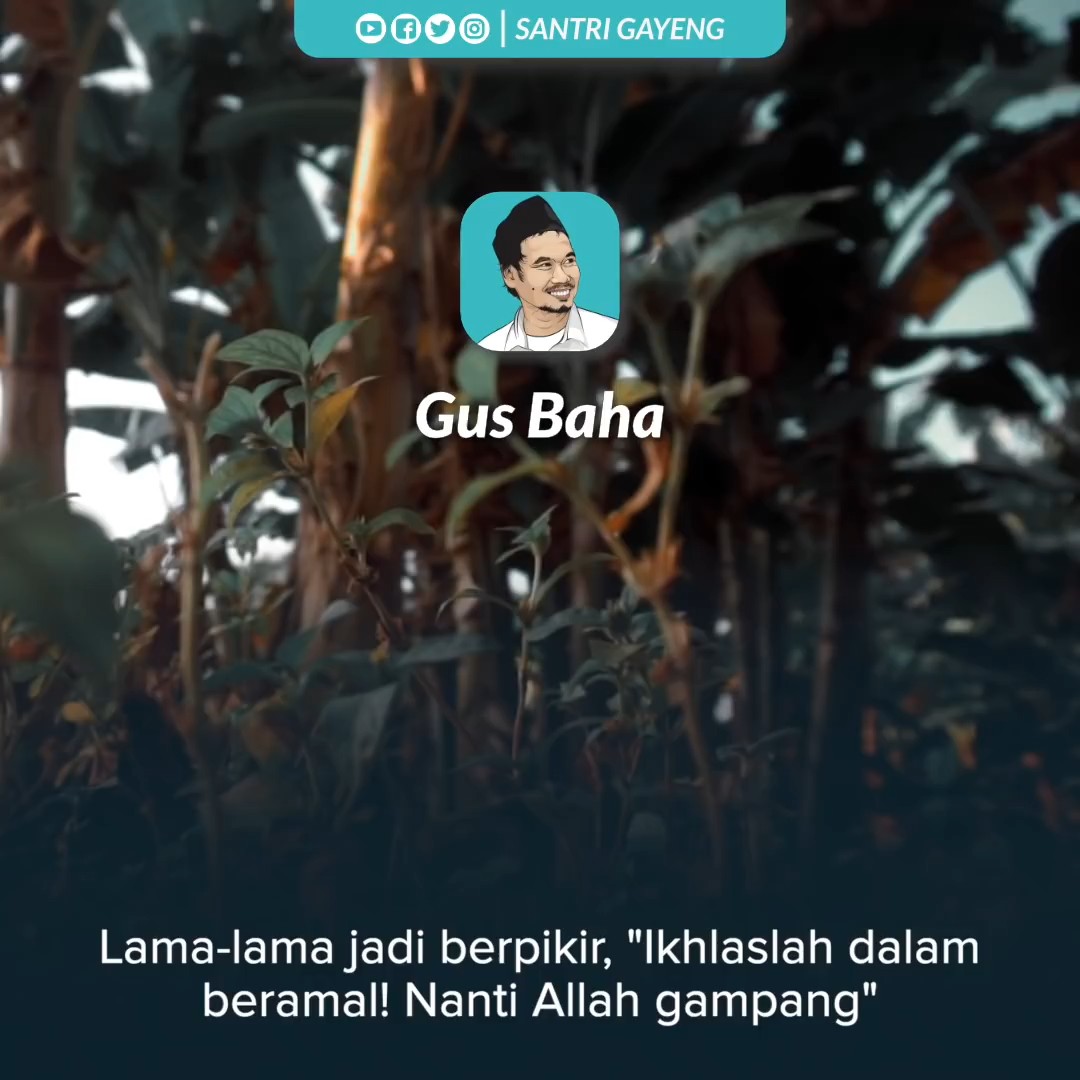 | SANTRI GAYENG
Gus Baha
Lama-lama jadi berpikir, "Ikhlaslah dalam
beramal! Nanti Allah gampang"